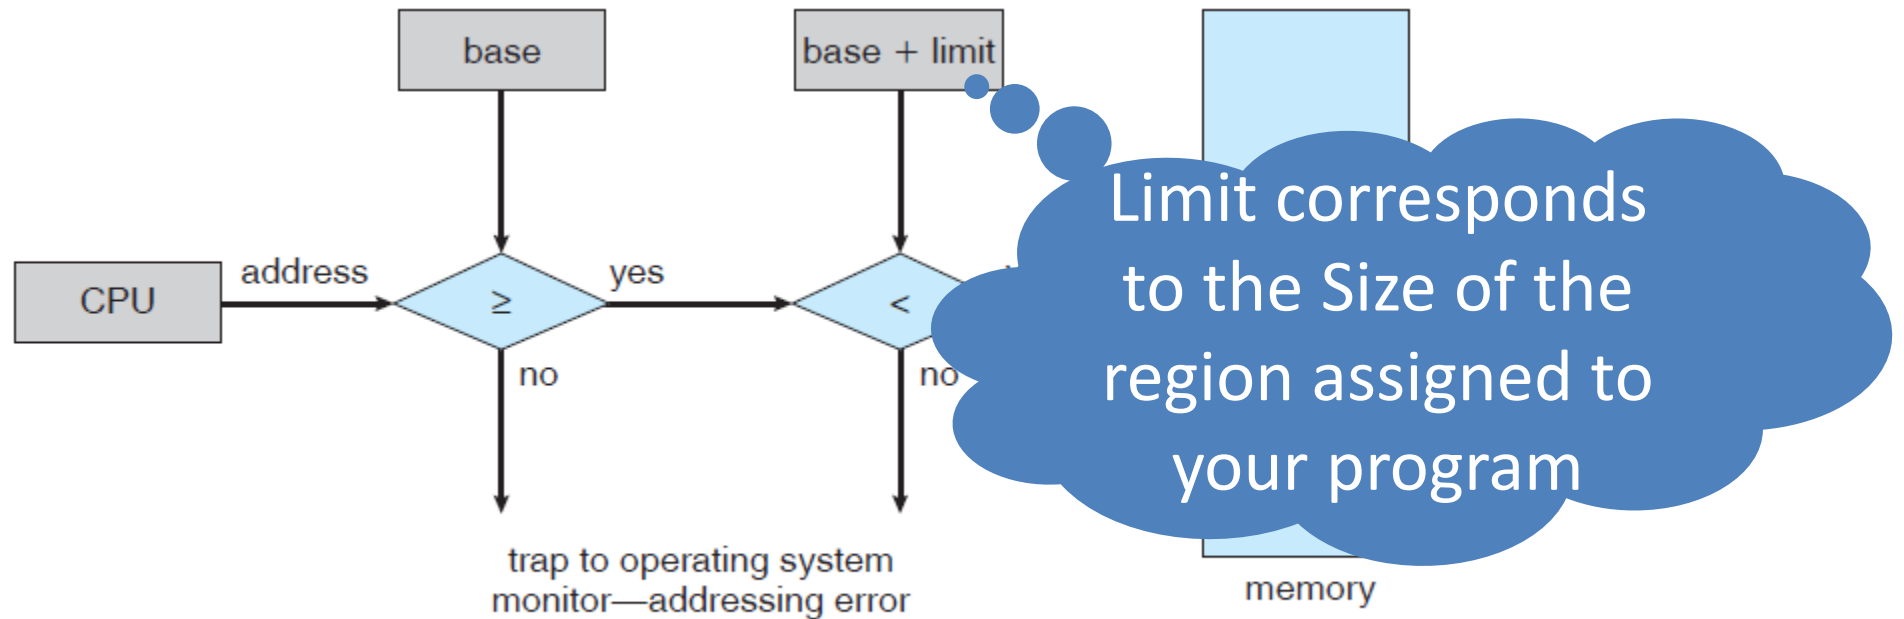 base
base + limit
Limit corresponds
to the Size of the
region assigned to
your program
CPU
address
≥
yes
<
no
no
trap to operating system
monitor—addressing error
memory